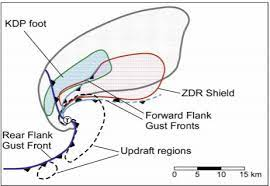 KDP foot
ZDR Shield
Forward Flank
Gust Fronts
Rear Flank
Gust Front
Updraft regions
0 5 10 15 km